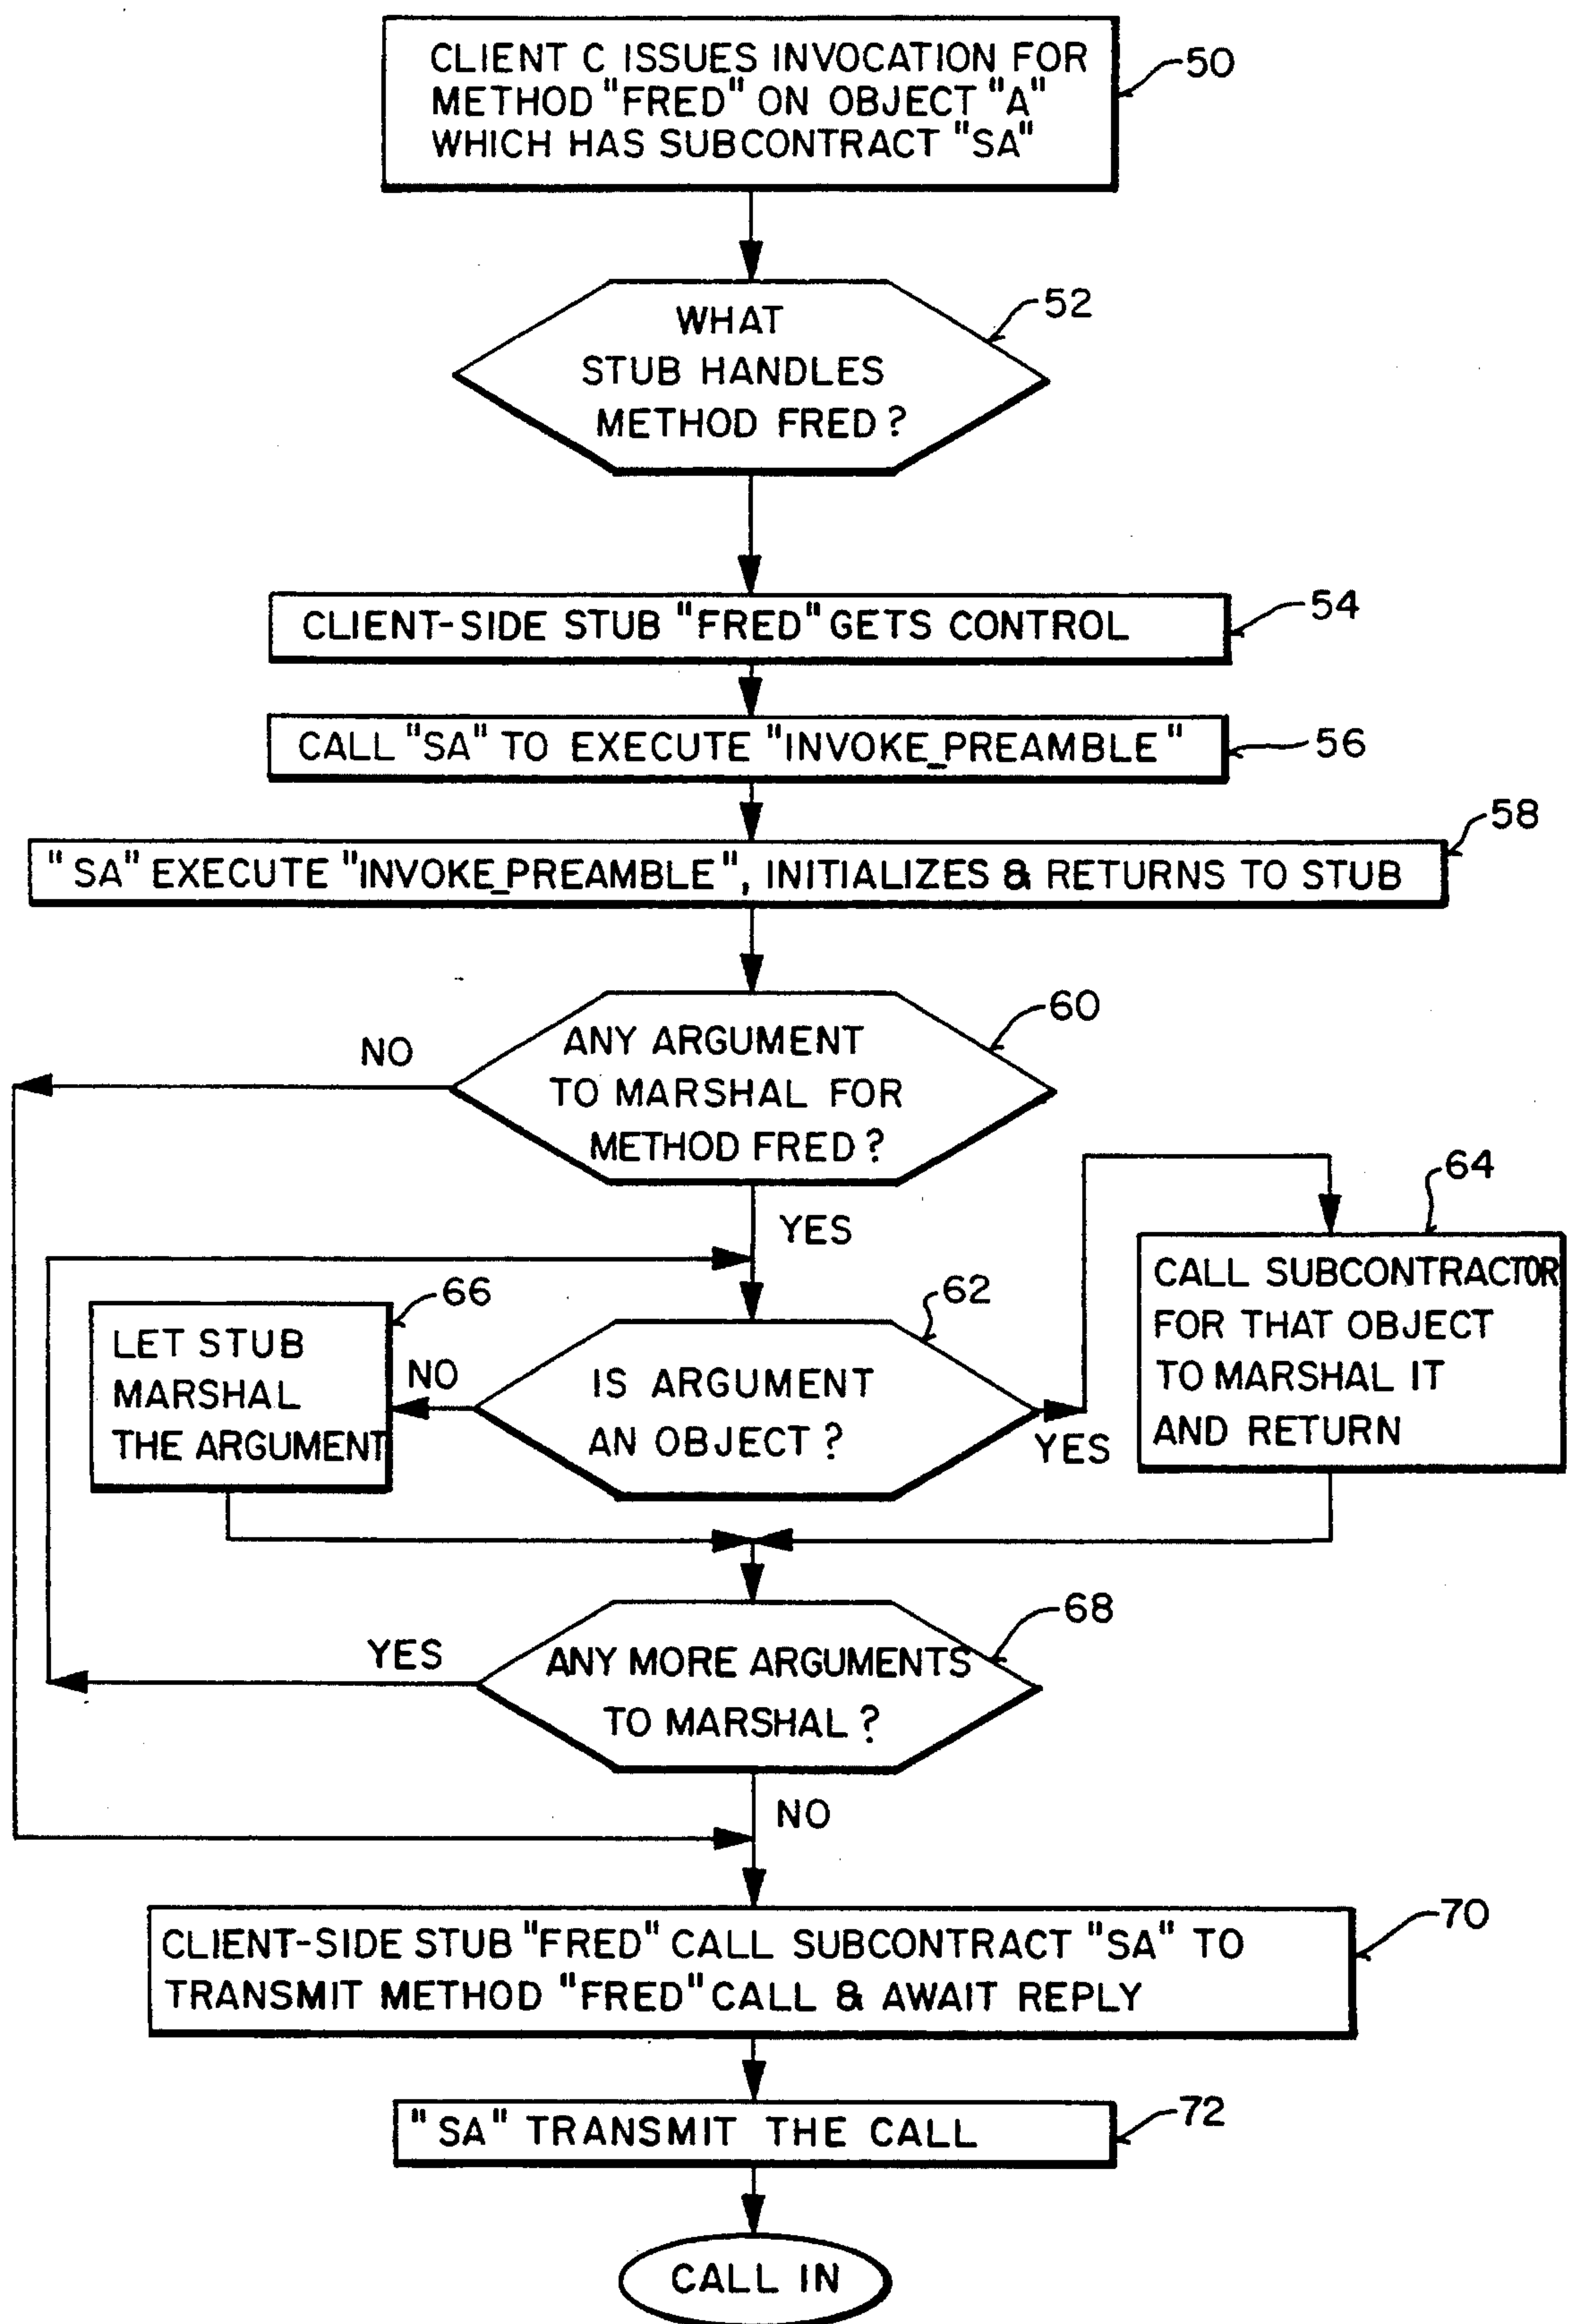 CLIENT C ISSUES INVOCATION FOR
METHOD "FRED" ON OBJECT "A"
WHICH HAS SUBCONTRACT "SA"
50
WHAT
STUB HANDLES
METHOD FRED?
52
CLIENT-SIDE STUB "FRED" GETS CONTROL
54
CALL "SA" TO EXECUTE "INVOKE_PREAMBLE"
56
"SA" EXECUTE "INVOKE_PREAMBLE", INITIALIZES & RETURNS TO STUB
58
ANY ARGUMENT
TO MARSHAL FOR
METHOD FRED?
60
NO
YES
64
CALL SUBCONTRACTOR
FOR THAT OBJECT
TO MARSHAL IT
AND RETURN
66
LET STUB
MARSHAL
THE ARGUMENT
NO
62
IS ARGUMENT
AN OBJECT?
YES
68
ANY MORE ARGUMENTS
TO MARSHAL?
YES
NO
CLIENT-SIDE STUB "FRED" CALL SUBCONTRACT "SA" TO
TRANSMIT METHOD "FRED" CALL & AWAIT REPLY
70
"SA" TRANSMIT THE CALL
72
CALL IN